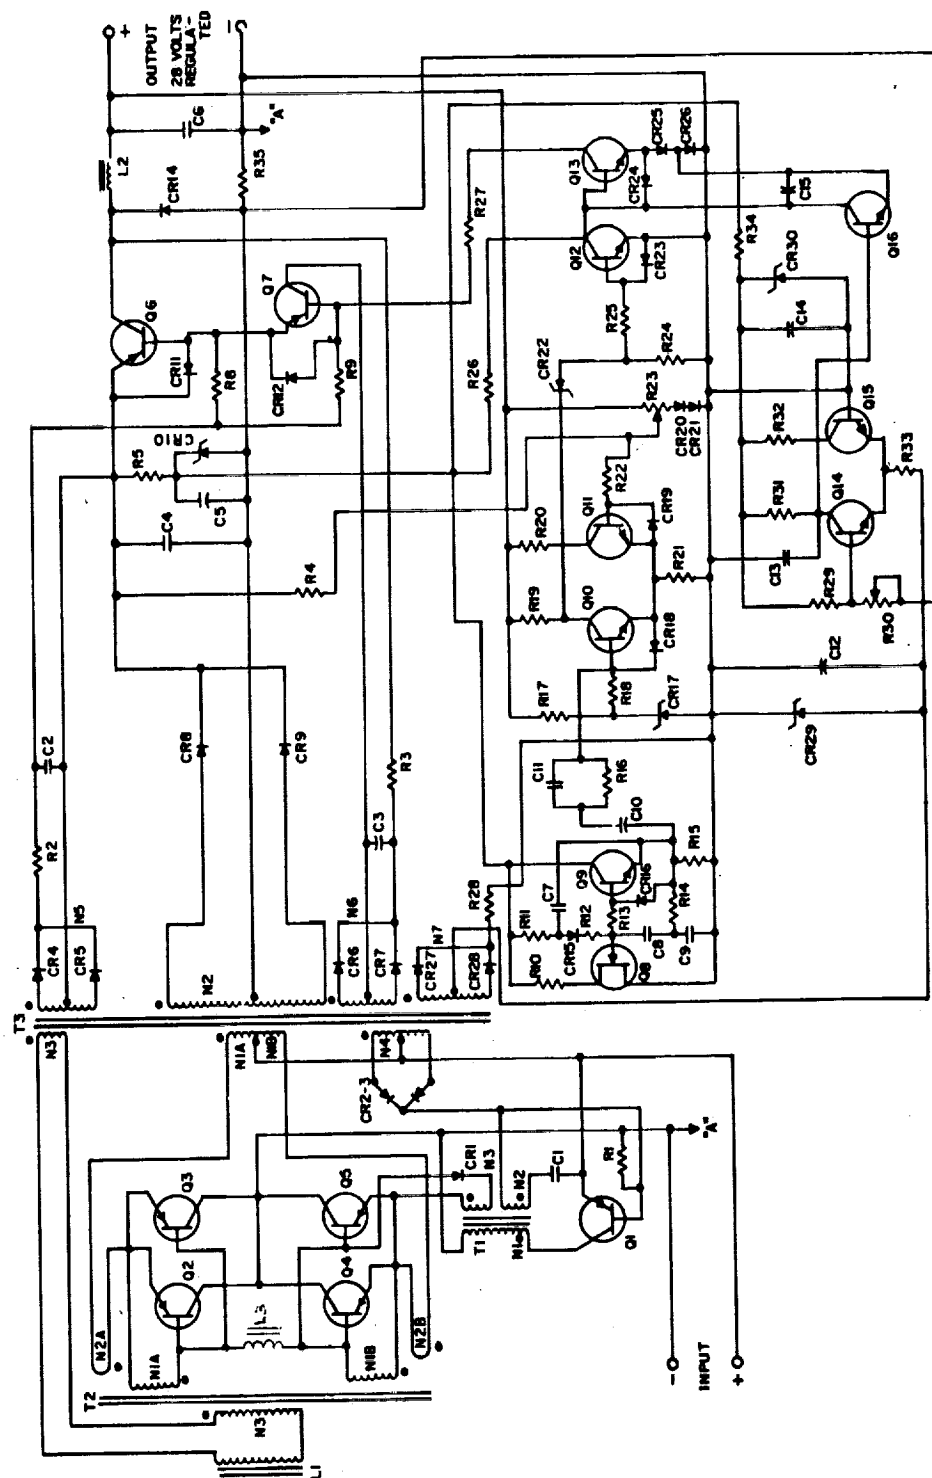 OUTPUT
28 VOLTS
REGULA-
TED
+
−
C6
"A"
L2
CR14
R35
Q6
Q7
CR11
R8
CR12
R9
R27
R26
CR10
R5
C5
C4
R4
C2
R2
CR8
CR9
R3
C3
N5
CR4
CR5
N2
N6
CR6
CR7
CR27
CR28
N7
R28
T3
N3
N1A
N1B
N4
CR2-3
Q13
CR25
CR26
CR24
Q12
CR23
C15
Q16
R34
CR30
C14
R25
R24
CR22
R23
CR20
CR21
R22
Q11
CR19
R20
R21
R19
Q10
CR18
R17
R18
CR17
CR29
C12
R32
R31
Q15
Q14
R33
C13
R29
R30
C11
R16
C10
R15
Q9
CR16
C7
R11
R12
R13
R14
CR15
C8
C9
R10
Q8
Q3
Q5
Q2
Q4
L3
N2A
N1A
N1B
N2B
T2
N3
L1
CR1
N3
N2
C1
T1
N1
Q1
R1
"A"
−
INPUT
+